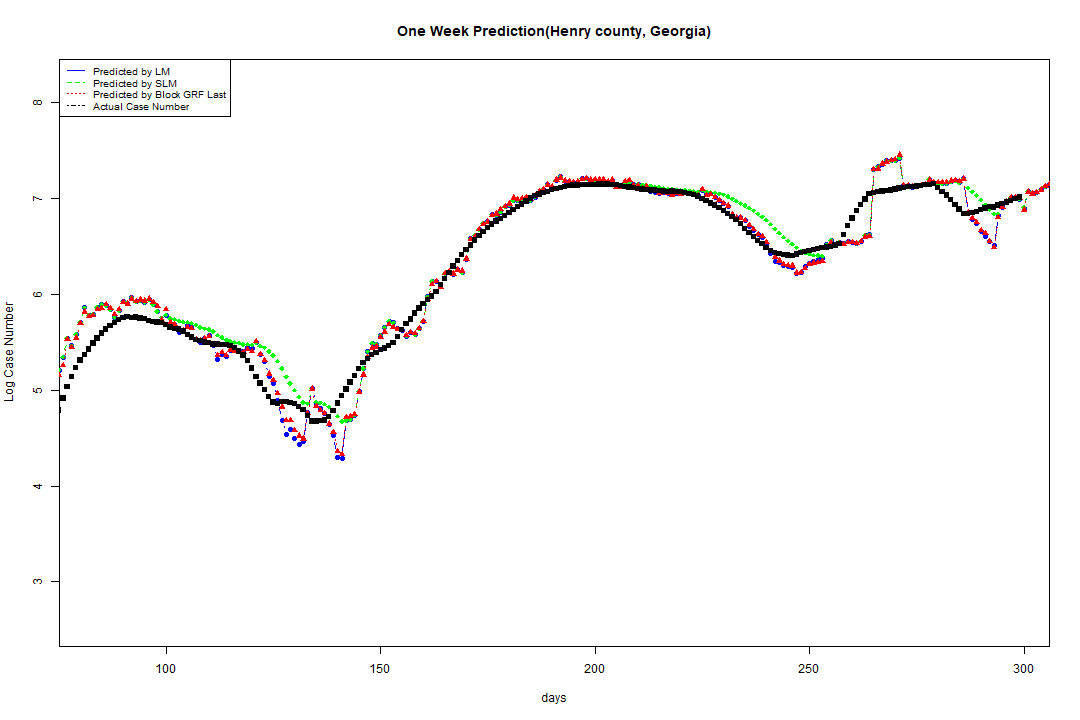 One Week Prediction(Henry county, Georgia)
Predicted by LM
Predicted by SLM
Predicted by Block GRF Last
Actual Case Number
8
7
6
5
4
3
Log Case Number
100 150 200 250 300
days